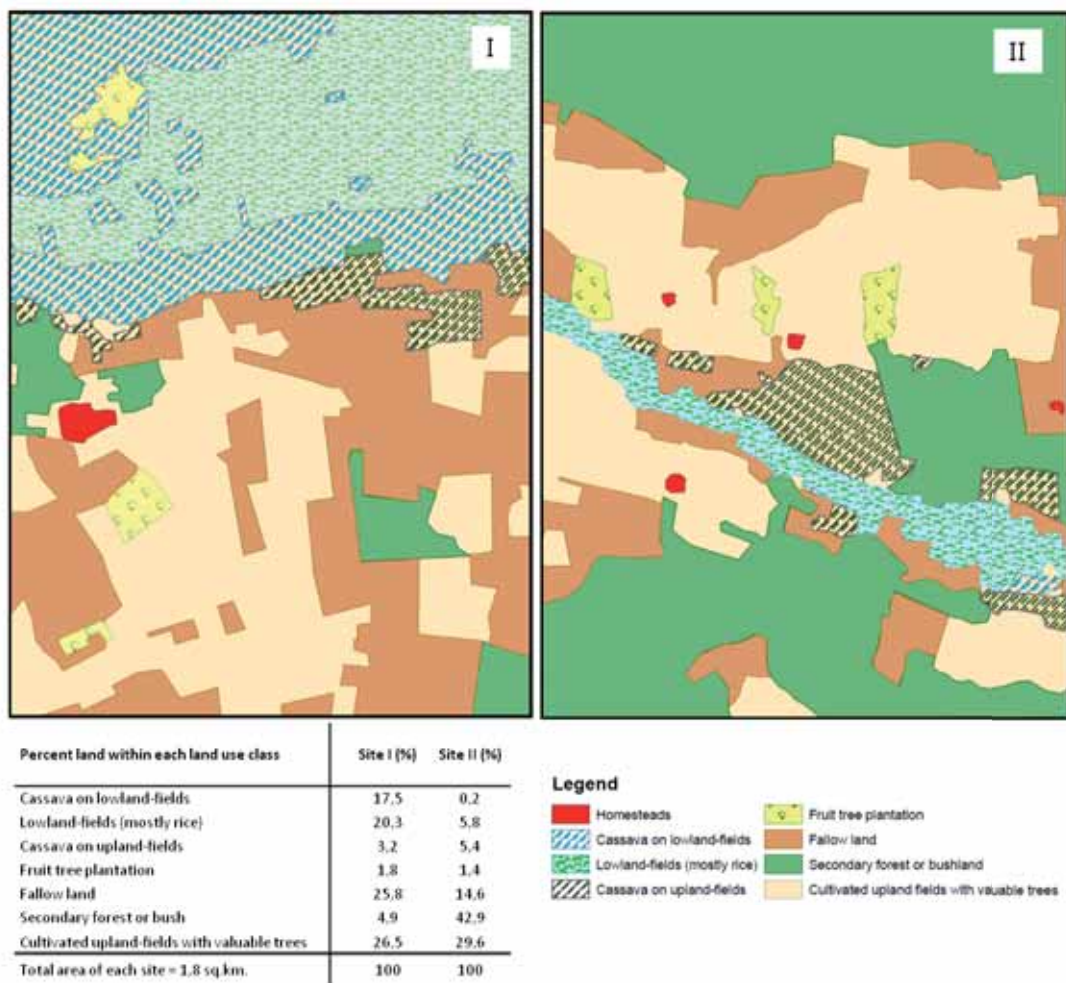 I
II
Percent land within each land use class Site I (%) Site II (%)
Cassava on lowland-fields 17,5 0,2
Lowland-fields (mostly rice) 20,3 5,8
Cassava on upland-fields 3,2 5,4
Fruit tree plantation 1,8 1,4
Fallow land 25,8 14,6
Secondary forest or bush 4,9 42,9
Cultivated upland-fields with valuable trees 26,5 29,6
Total area of each site = 1,8 sq.km. 100 100
Legend
Homesteads
Cassava on lowland-fields
Lowland-fields (mostly rice)
Cassava on upland-fields
Fruit tree plantation
Fallow land
Secondary forest or bushland
Cultivated upland fields with valuable trees